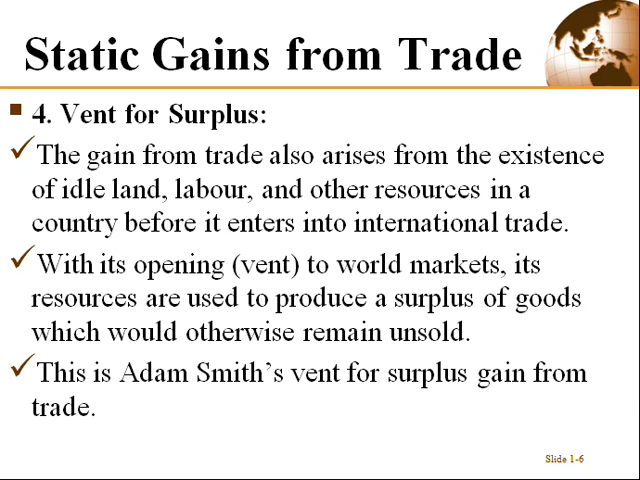 Static Gains from Trade
4. Vent for Surplus:
The gain from trade also arises from the existence
of idle land, labour, and other resources in a
country before it enters into international trade.
With its opening (vent) to world markets, its
resources are used to produce a surplus of goods
which would otherwise remain unsold.
This is Adam Smith’s vent for surplus gain from
trade.
Slide 1-6